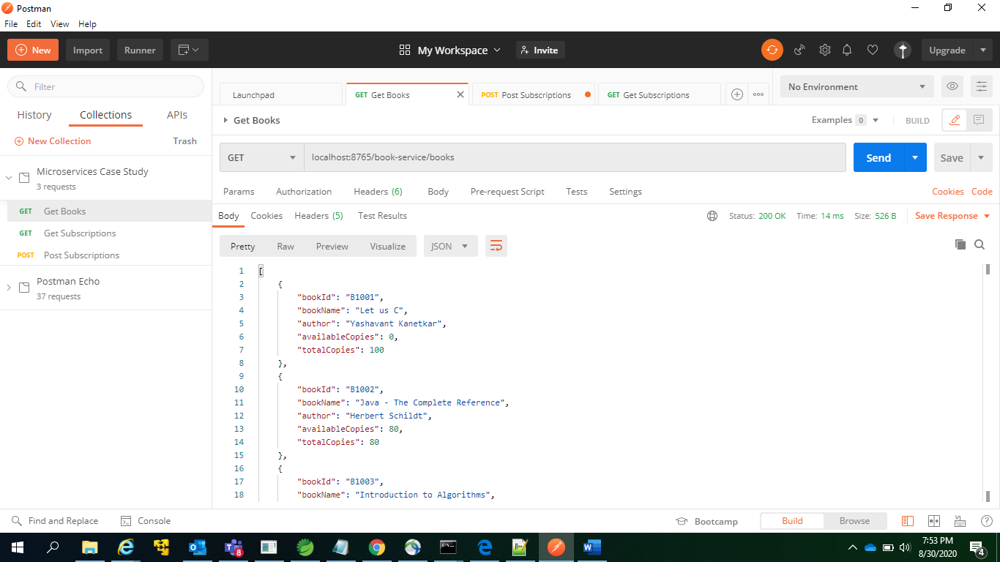 Postman
File Edit View Help
New Import Runner My Workspace Invite Upgrade
Filter
History Collections APIs
New Collection Trash
Microservices Case Study
3 requests
GET Get Books
GET Get Subscriptions
POST Post Subscriptions
Postman Echo
37 requests
Launchpad GET Get Books POST Post Subscriptions GET Get Subscriptions No Environment
Get Books Examples 0 BUILD
GET localhost:8765/book-service/books Send Save
Params Authorization Headers (6) Body Pre-request Script Tests Settings Cookies Code
Body Cookies Headers (5) Test Results Status: 200 OK Time: 14 ms Size: 526 B Save Response
Pretty Raw Preview Visualize JSON
1 [
2 {
3 "bookId": "B1001",
4 "bookName": "Let us C",
5 "author": "Yashavant Kanetkar",
6 "availableCopies": 0,
7 "totalCopies": 100
8 },
9 {
10 "bookId": "B1002",
11 "bookName": "Java - The Complete Reference",
12 "author": "Herbert Schildt",
13 "availableCopies": 80,
14 "totalCopies": 80
15 },
16 {
17 "bookId": "B1003",
18 "bookName": "Introduction to Algorithms",
Find and Replace Console Bootcamp Build Browse
8
7:53 PM
8/30/2020
4